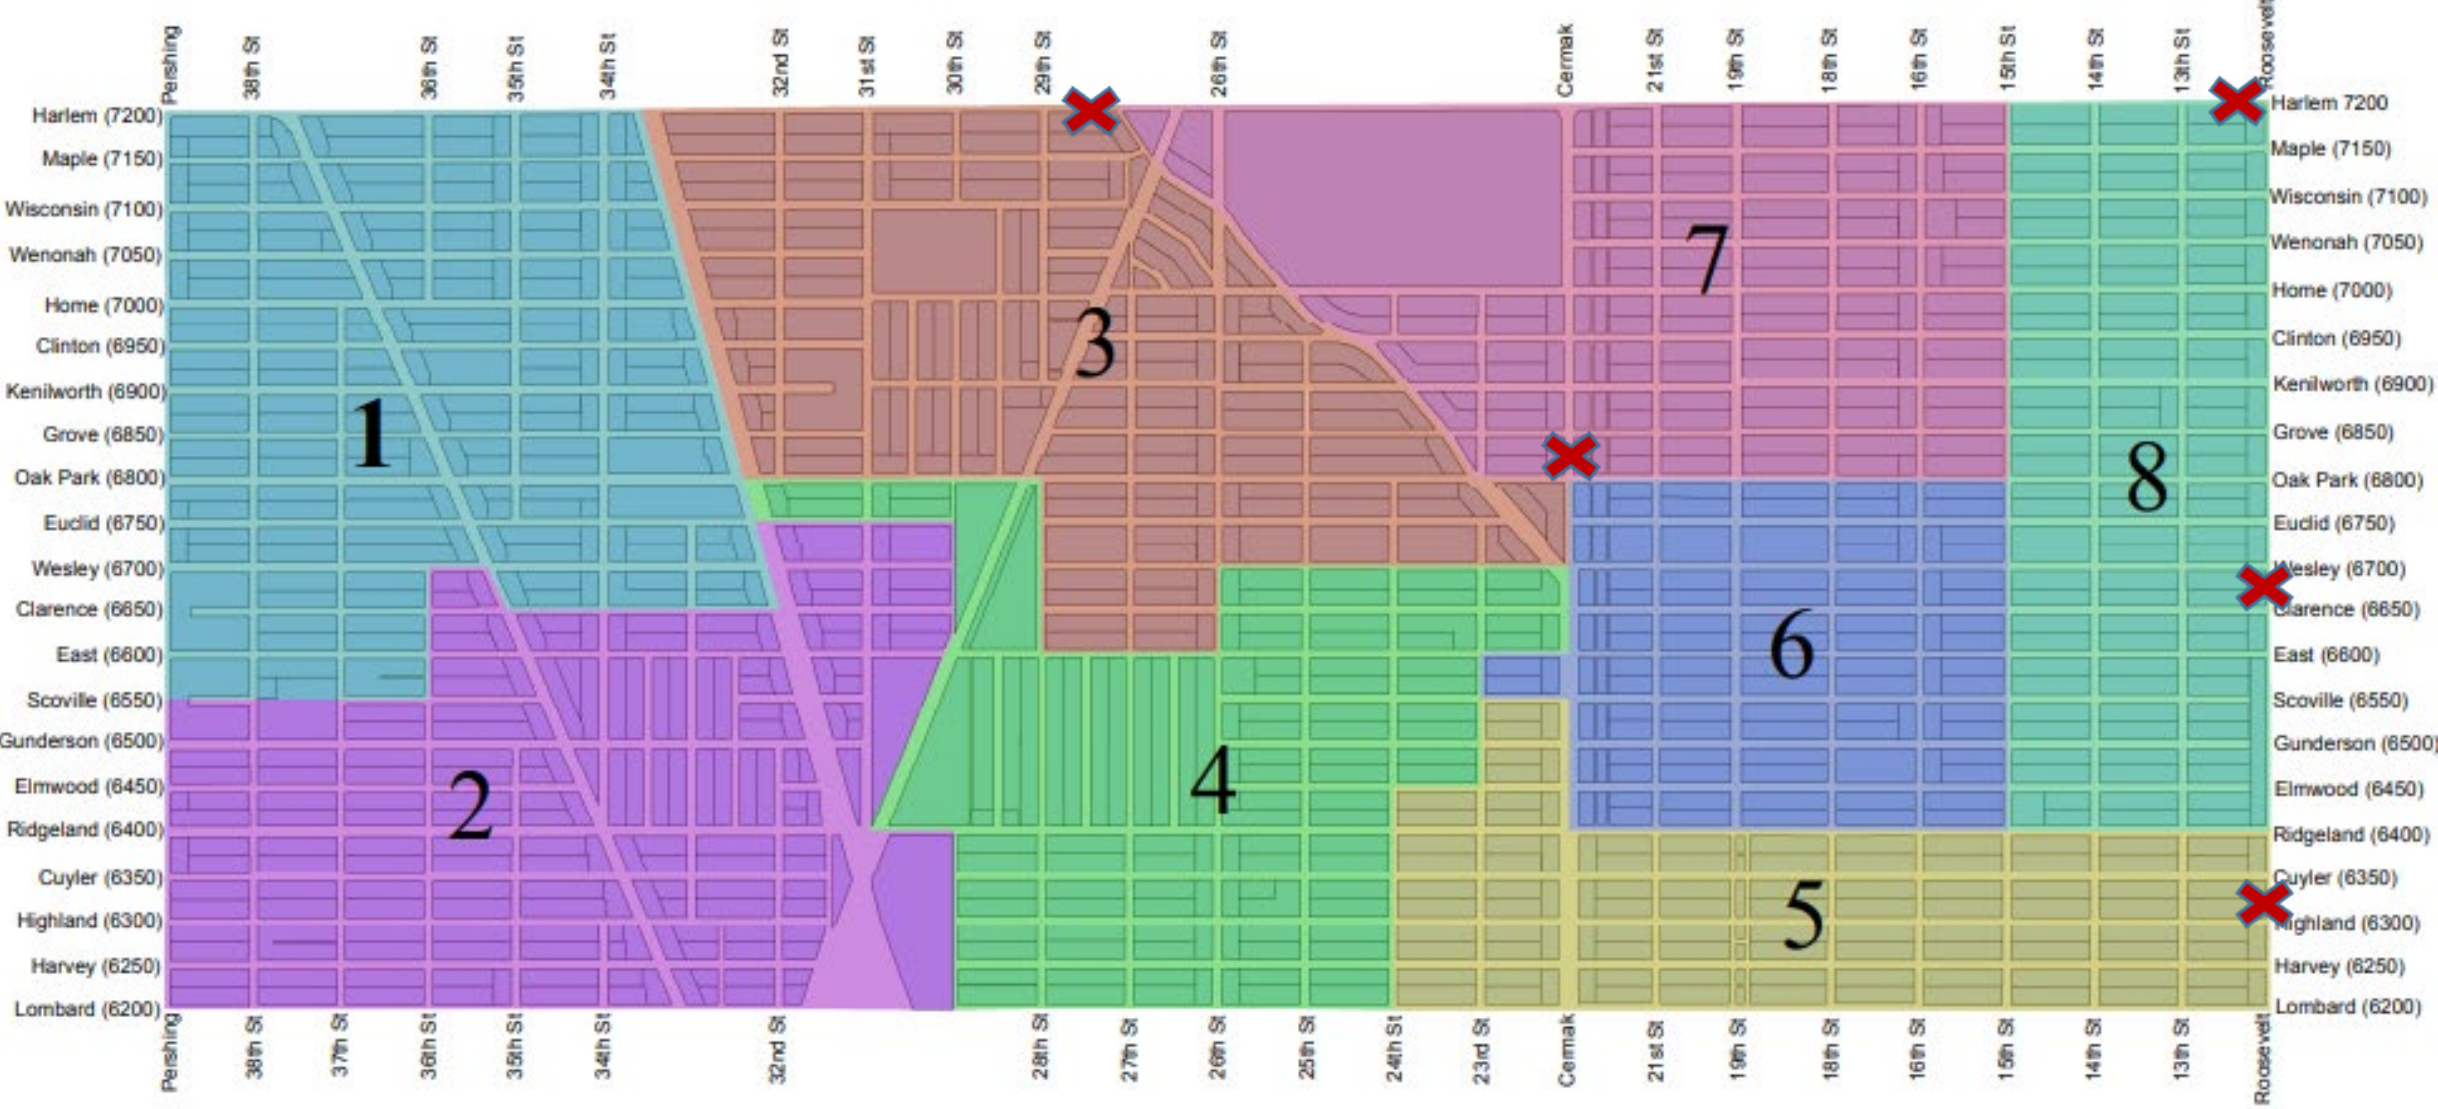 Pershing
38th St
36th St
35th St
34th St
32nd St
31st St
30th St
29th St
26th St
Cermak
21st St
19th St
18th St
16th St
15th St
14th St
13th St
Roosevelt
Harlem (7200)
Maple (7150)
Wisconsin (7100)
Wenonah (7050)
Home (7000)
Clinton (6950)
Kenilworth (6900)
Grove (6850)
Oak Park (6800)
Euclid (6750)
Wesley (6700)
Clarence (6650)
East (6600)
Scoville (6550)
Gunderson (6500)
Elmwood (6450)
Ridgeland (6400)
Cuyler (6350)
Highland (6300)
Harvey (6250)
Lombard (6200)
1
2
3
4
5
6
7
8
Harlem 7200
Maple (7150)
Wisconsin (7100)
Wenonah (7050)
Home (7000)
Clinton (6950)
Kenilworth (6900)
Grove (6850)
Oak Park (6800)
Euclid (6750)
Wesley (6700)
Clarence (6650)
East (6600)
Scoville (6550)
Gunderson (6500)
Elmwood (6450)
Ridgeland (6400)
Cuyler (6350)
Highland (6300)
Harvey (6250)
Lombard (6200)
Pershing
38th St
37th St
36th St
35th St
34th St
32nd St
28th St
27th St
26th St
25th St
24th St
23rd St
Cermak
21st St
19th St
18th St
16th St
15th St
14th St
13th St
Roosevelt